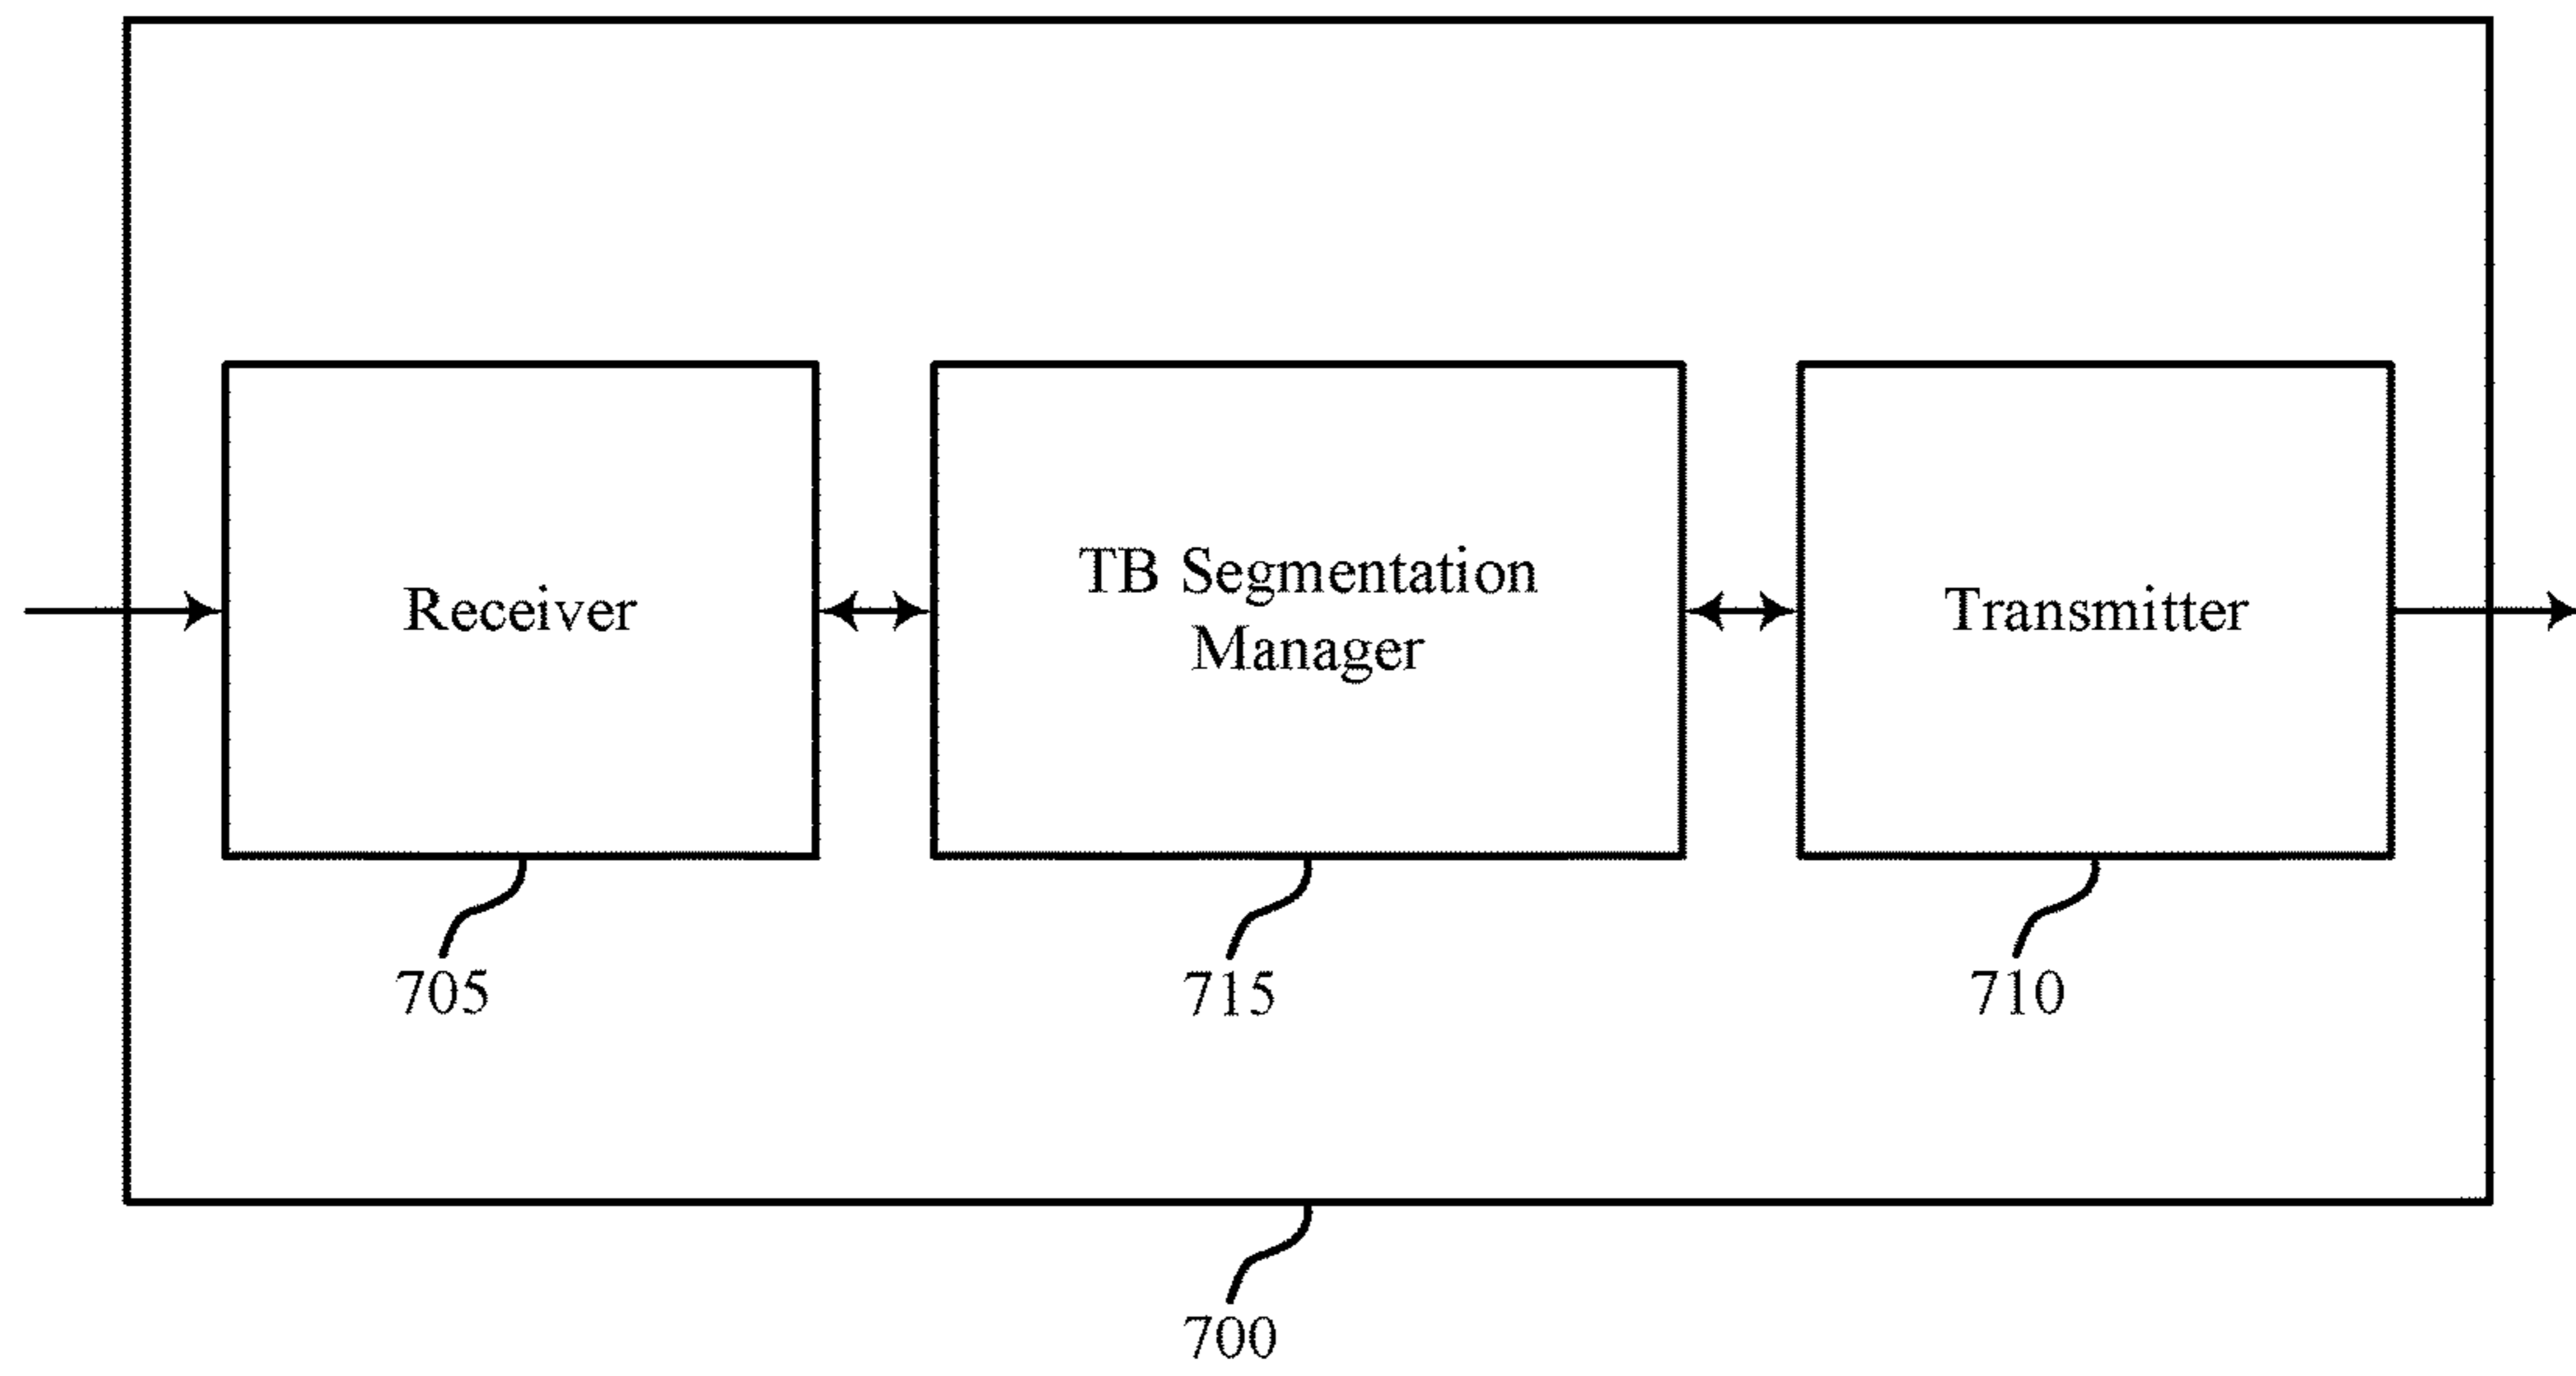 Receiver
TB Segmentation
Manager
Transmitter
705
715
710
700